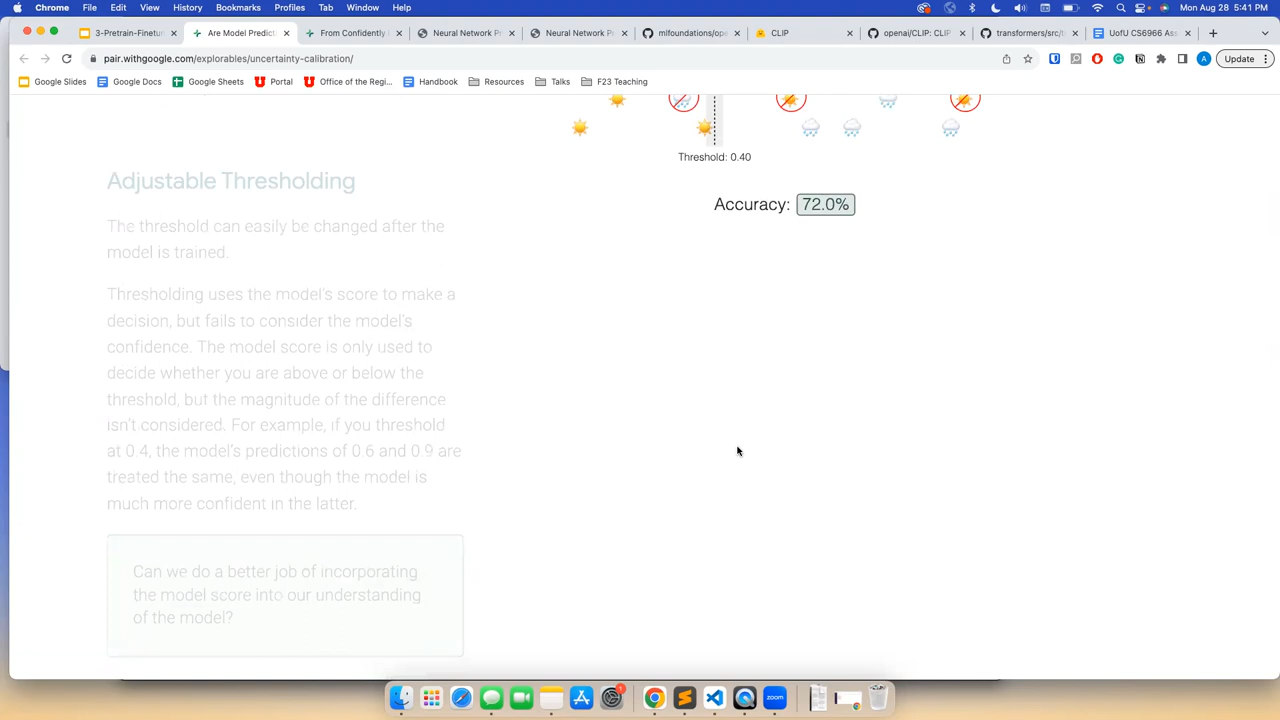 Chrome File Edit View History Bookmarks Profiles Tab Window Help Mon Aug 28 5:41 PM
3-Pretrain-Finetun Are Model Predict From Confidently Neural Network Pr Neural Network Pr mlfoundations/ope CLIP openai/CLIP: CLIP transformers/src/t UofU CS6966 Ass
pair.withgoogle.com/explorables/uncertainty-calibration/ A Update
Google Slides Google Docs Google Sheets Portal Office of the Regi... Handbook Resources Talks F23 Teaching
Threshold: 0.40
Accuracy: 72.0%
Adjustable Thresholding
The threshold can easily be changed after the
model is trained.
Thresholding uses the model's score to make a
decision, but fails to consider the model's
confidence. The model score is only used to
decide whether you are above or below the
threshold, but the magnitude of the difference
isn't considered. For example, if you threshold
at 0.4, the model's predictions of 0.6 and 0.9 are
treated the same, even though the model is
much more confident in the latter.
Can we do a better job of incorporating
the model score into our understanding
of the model?
1
zoom